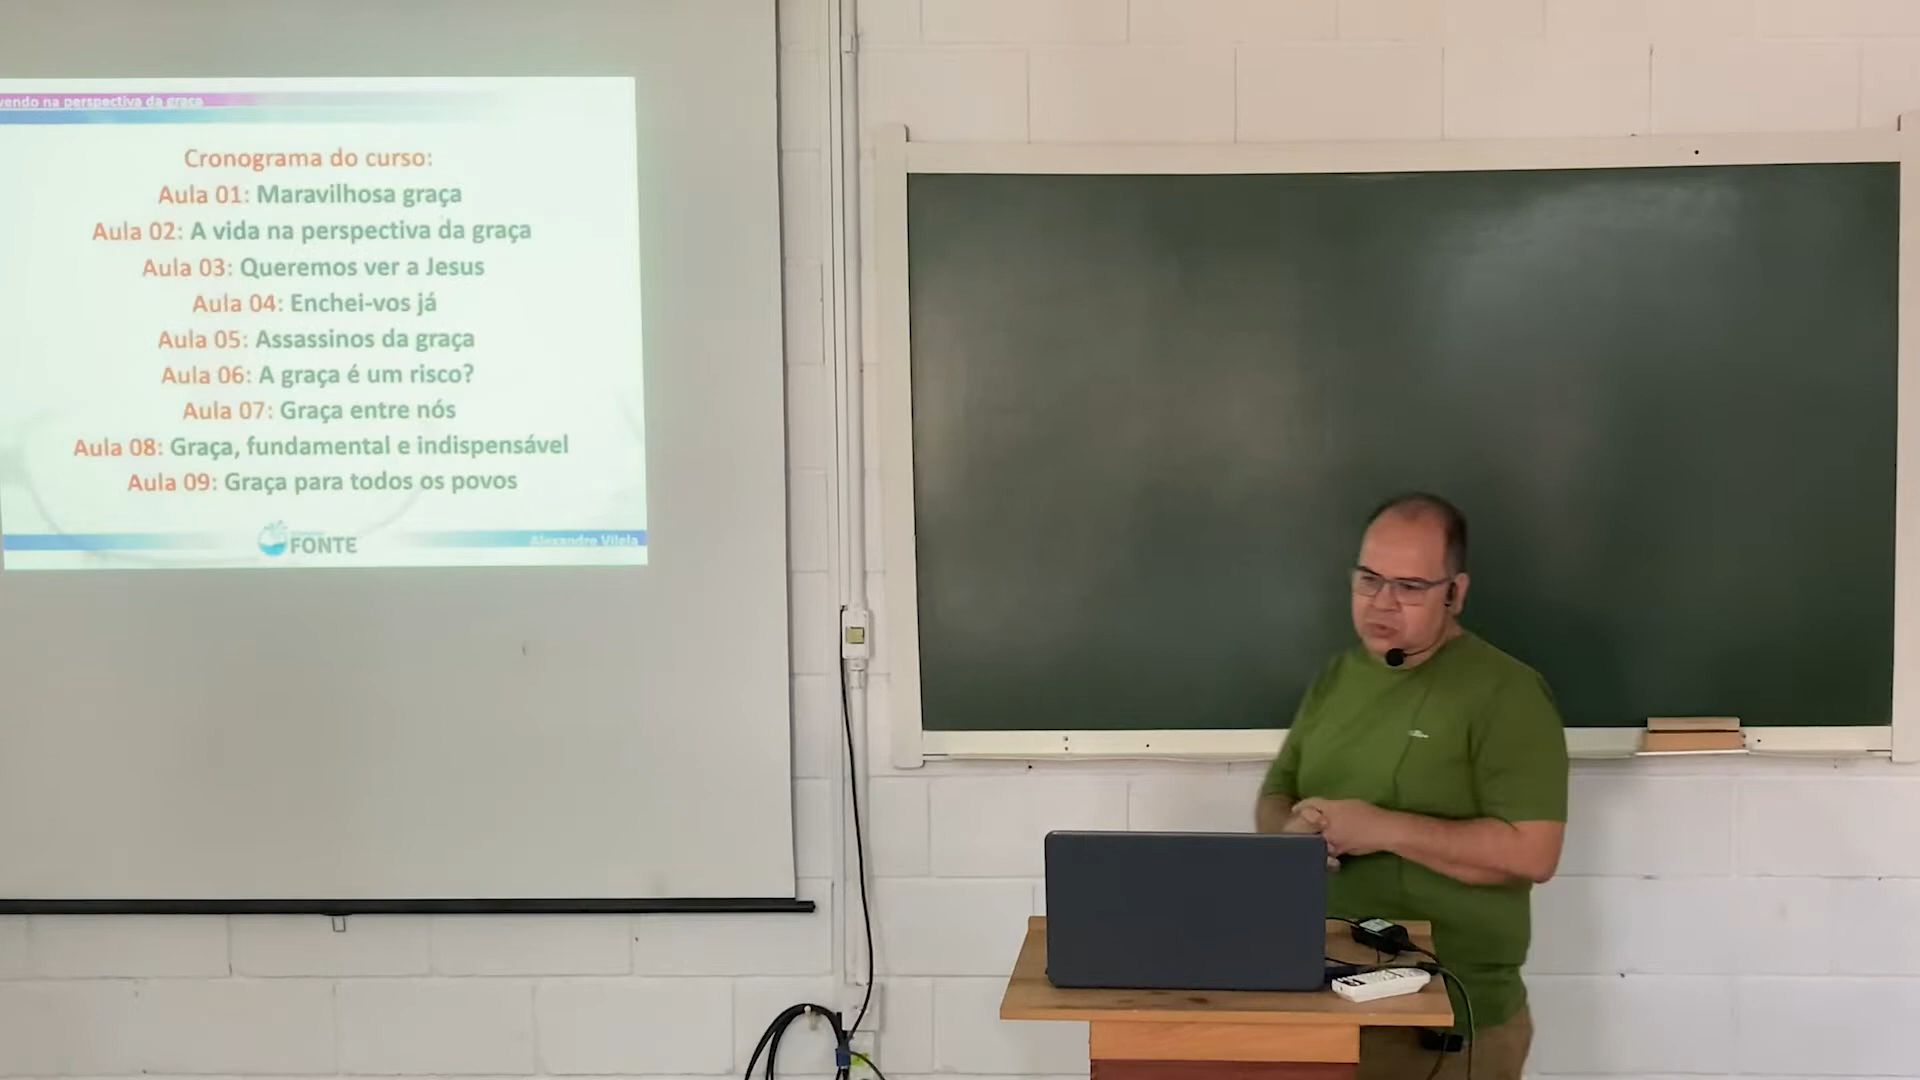 vendo na perspectiva da graça
Cronograma do curso:
Aula 01: Maravilhosa graça
Aula 02: A vida na perspectiva da graça
Aula 03: Queremos ver a Jesus
Aula 04: Enchei-vos já
Aula 05: Assassinos da graça
Aula 06: A graça é um risco?
Aula 07: Graça entre nós
Aula 08: Graça, fundamental e indispensável
Aula 09: Graça para todos os povos
FONTE
Alexandre Vilela